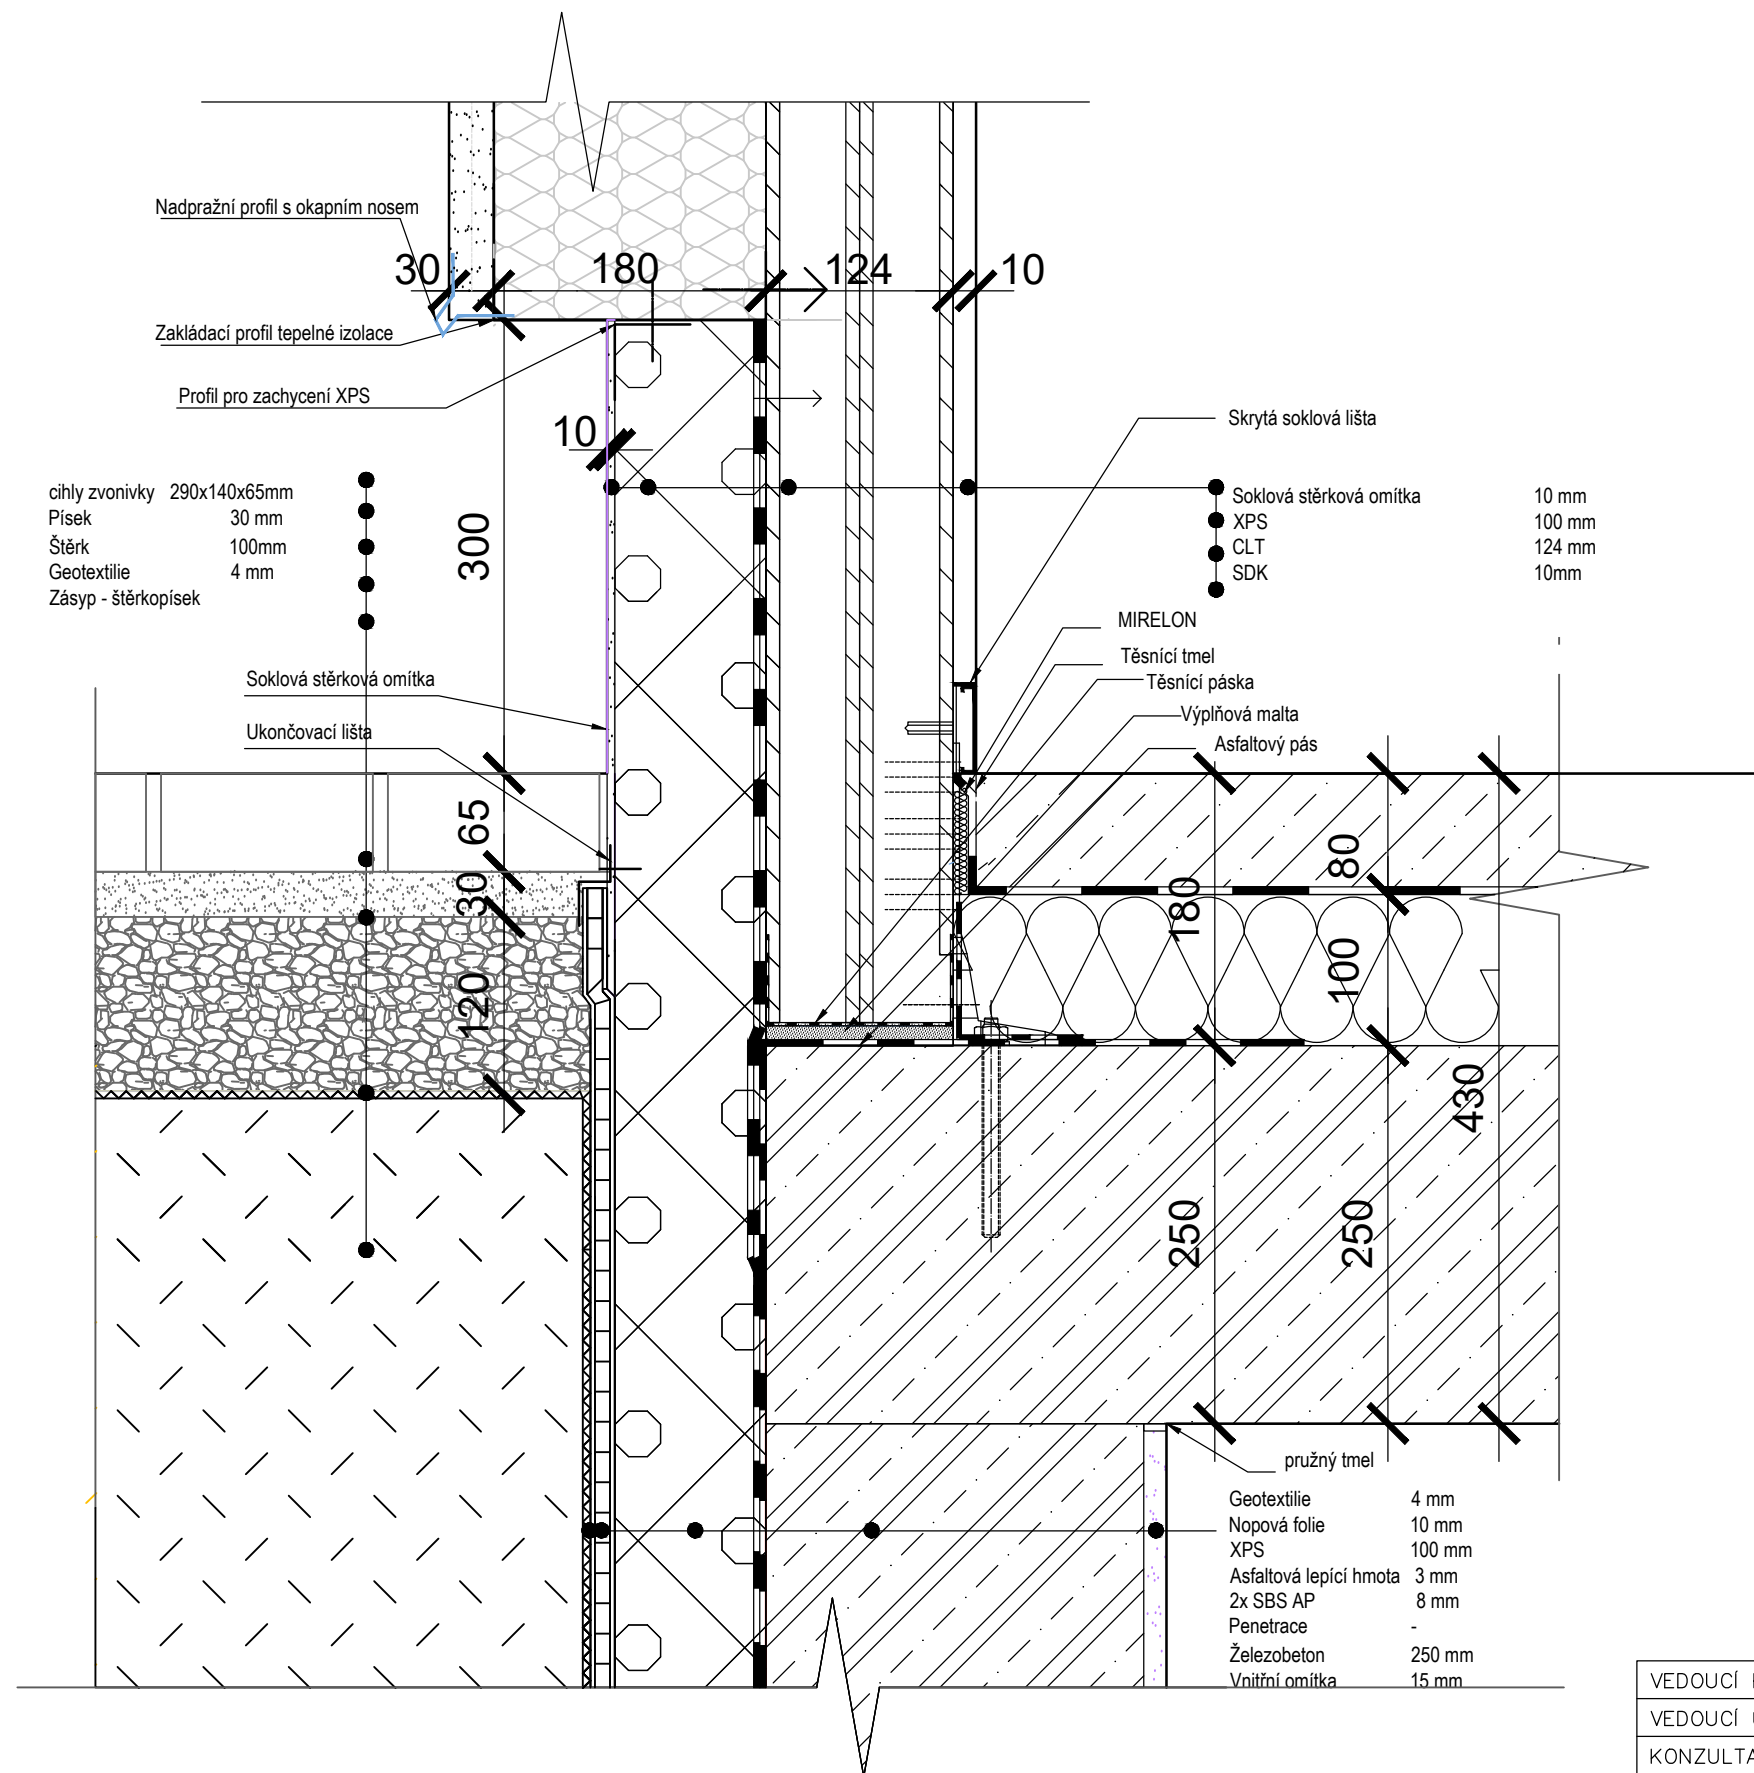 Nadpražní profil s okapním nosem
30 180 124 10
Zakládací profil tepelné izolace
Profil pro zachycení XPS
10
Skrytá soklová lišta
cihly zvonivky 290x140x65mm
Písek 30 mm
Štěrk 100mm
Geotextilie 4 mm
Zásyp - štěrkopísek
300
Soklová stěrková omítka 10 mm
XPS 100 mm
CLT 124 mm
SDK 10mm
MIRELON
Těsnící tmel
Těsnící páska
Výplňová malta
Asfaltový pás
Soklová stěrková omítka
Ukončovací lišta
65
30
120
80
180
100
430
250
250
pružný tmel
Geotextilie 4 mm
Nopová folie 10 mm
XPS 100 mm
Asfaltová lepící hmota 3 mm
2x SBS AP 8 mm
Penetrace -
Železobeton 250 mm
Vnitřní omítka 15 mm
VEDOUCÍ
VEDOUCÍ
KONZULTA